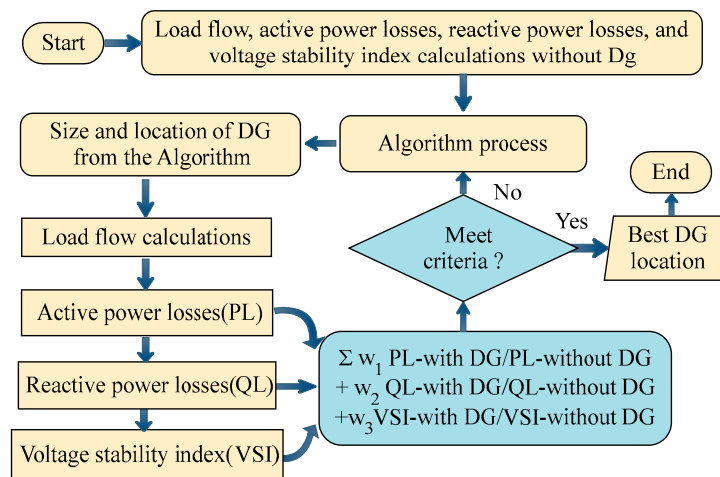 Start
Load flow, active power losses, reactive power losses, and
voltage stability index calculations without Dg
Size and location of DG
from the Algorithm
Algorithm process
Load flow calculations
Active power losses(PL)
Reactive power losses(QL)
Voltage stability index(VSI)
Σ w1 PL-with DG/PL-without DG
+ w2 QL-with DG/QL-without DG
+w3VSI-with DG/VSI-without DG
Meet
criteria ?
No
Yes
Best DG
location
End